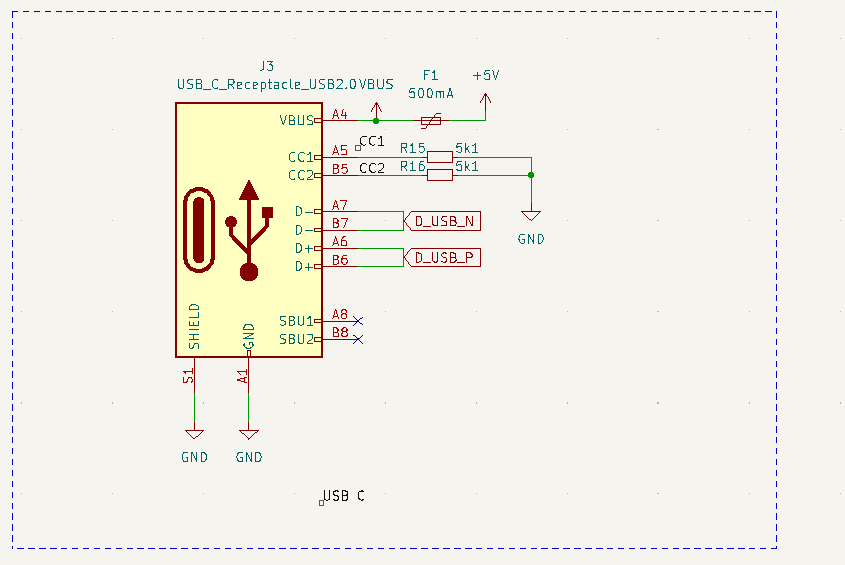 J3
USB_C_Receptacle_USB2.0
VBUS
F1
500mA
+5V
VBUS
A4
CC1
A5
CC1
R15
5k1
CC2
B5
CC2
R16
5k1
D-
A7
D-
B7
D_USB_N
D+
A6
D+
B6
D_USB_P
GND
SBU1
A8
SBU2
B8
SHIELD
GND
S1
A1
GND
GND
USB C